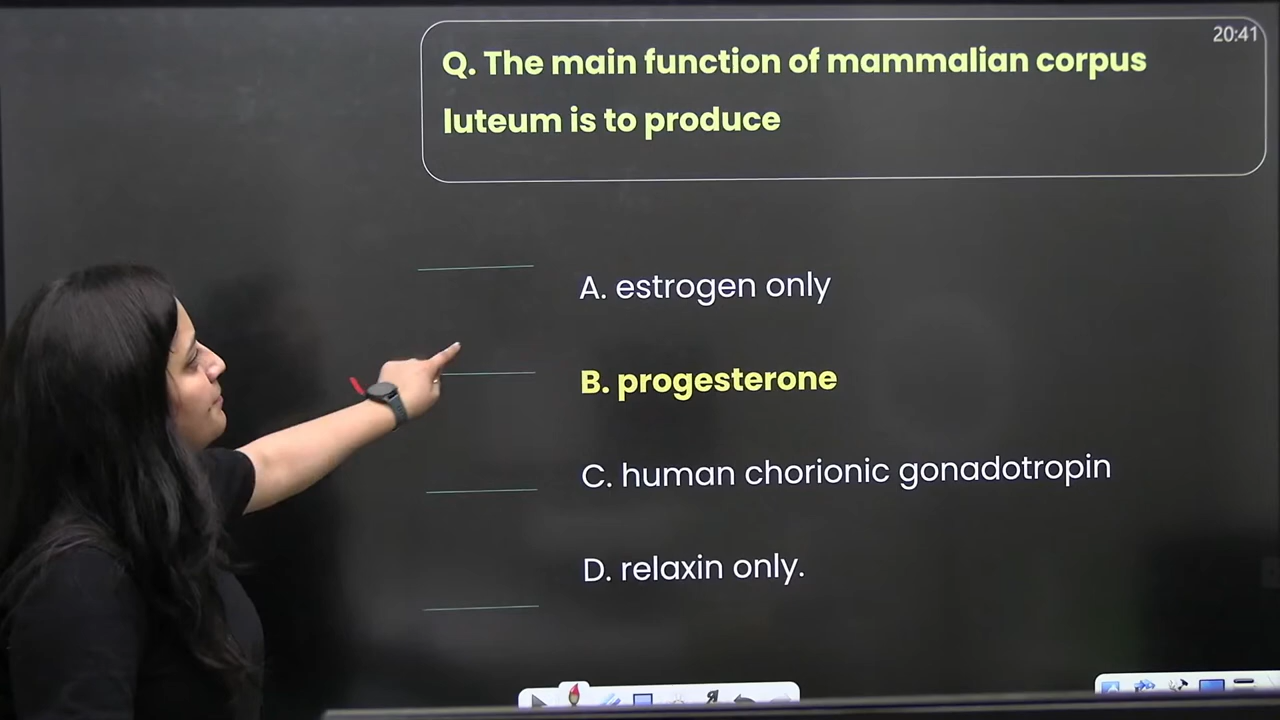 20:41
Q. The main function of mammalian corpus
luteum is to produce
A. estrogen only
B. progesterone
C. human chorionic gonadotropin
D. relaxin only.